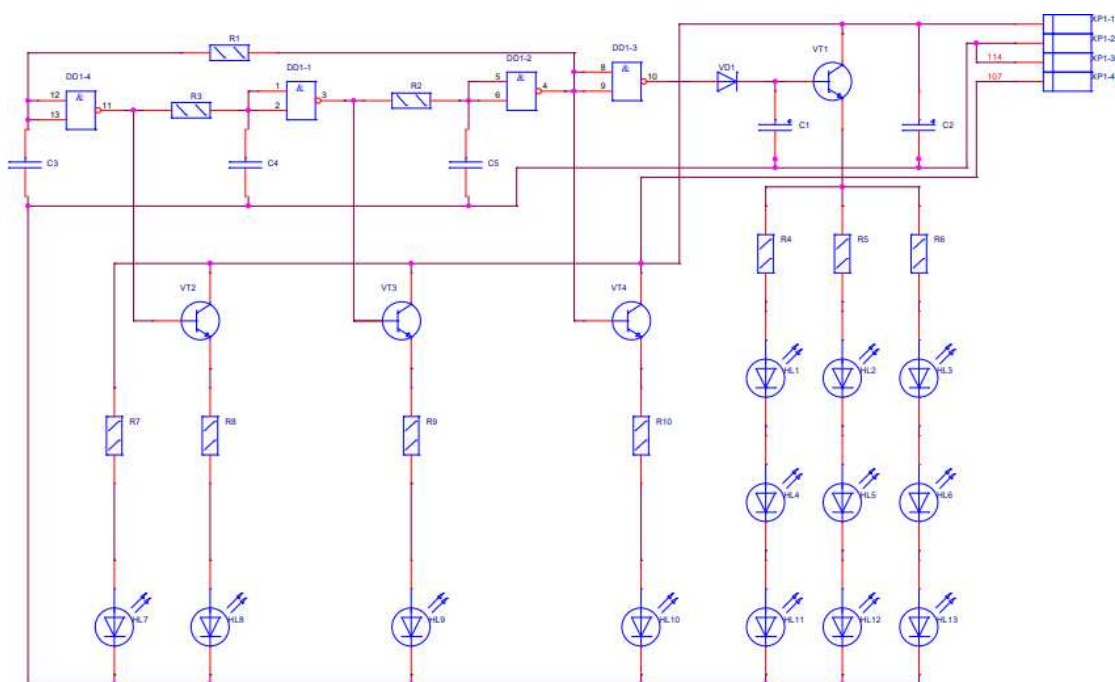 XP1-1
R1
DD1-3
XP1-2
DD1-2
VT1
8 &
114 XP1-3
DD1-4
DD1-1
5 &
10
VD1
107 XP1-4
12 &
R3
1 &
R2
9
4
11
3
6
13
2
C1
C2
C3
C4
C5
R4
R5
R6
VT2
VT3
VT4
HL1
HL2
HL3
R7
R8
R9
R10
HL4
HL5
HL6
HL7
HL8
HL9
HL10
HL11
HL12
HL13